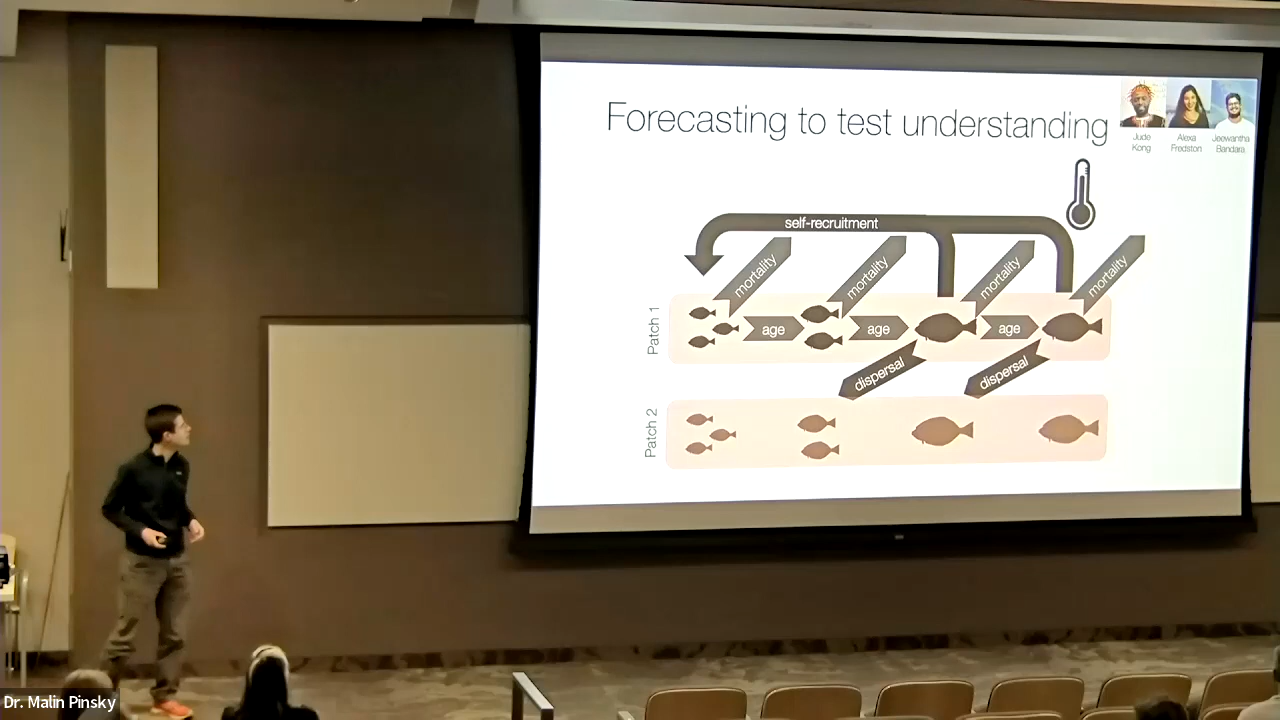 Forecasting to test understanding
Jude Kong
Alexa Fredston
Jeewantha Bandara
self-recruitment
mortality
mortality
mortality
mortality
Patch 1
age
age
age
dispersal
dispersal
Patch 2
Dr. Malin Pinsky